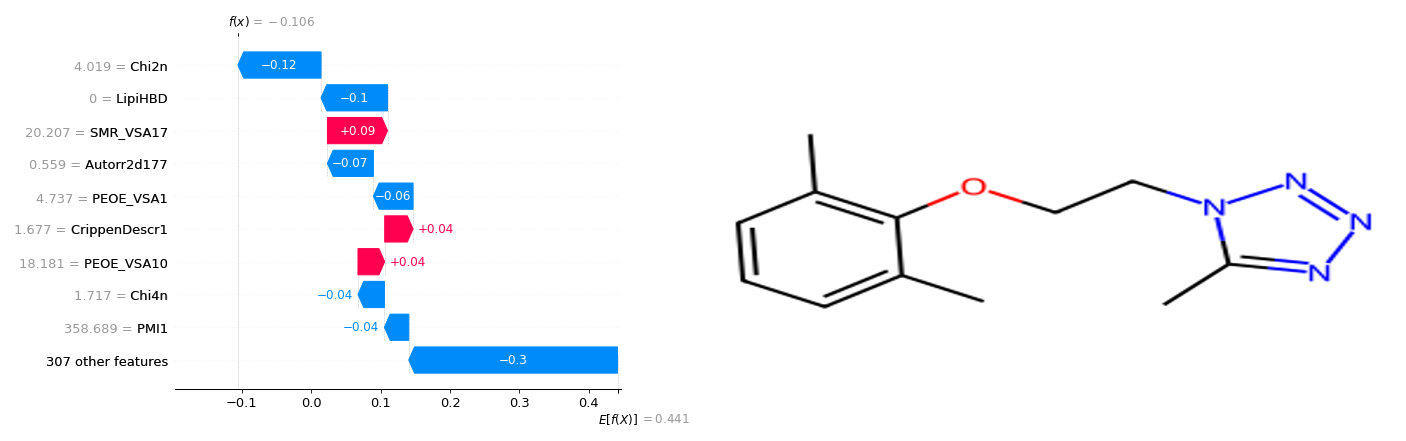 f(x) = −0.106
4.019 = Chi2n
−0.12
0 = LipiHBD
−0.1
20.207 = SMR_VSA17
+0.09
0.559 = Autorr2d177
−0.07
4.737 = PEOE_VSA1
−0.06
1.677 = CrippenDescr1
+0.04
18.181 = PEOE_VSA10
+0.04
1.717 = Chi4n
−0.04
358.689 = PMI1
−0.04
307 other features
−0.3
−0.1 0.0 0.1 0.2 0.3 0.4
E[f(X)] = 0.441
O
N
N
N
N